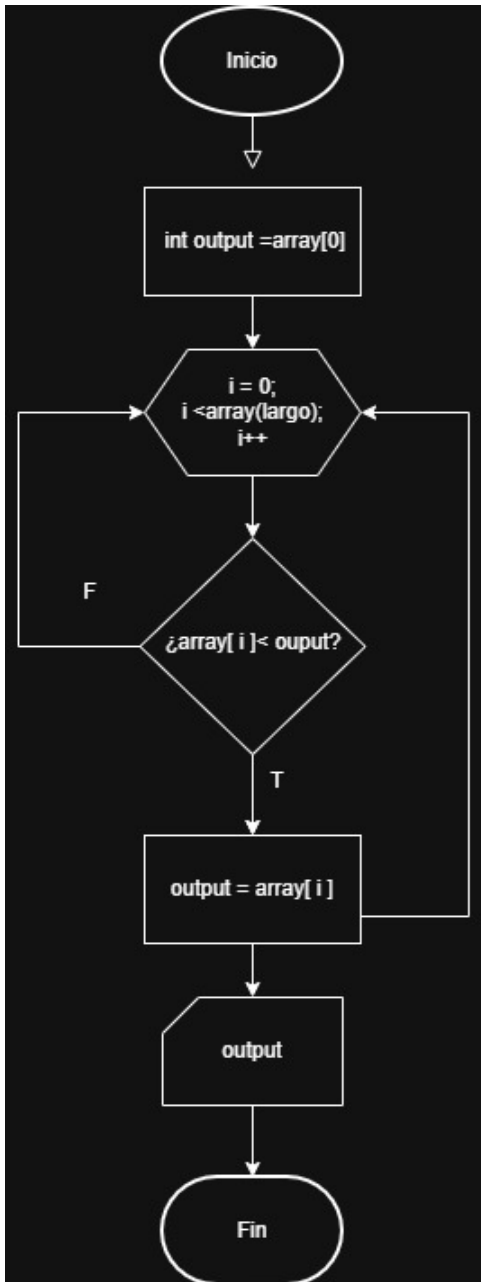 Inicio
int output =array[0]
i = 0;
i <array(largo);
i++
F
¿array[ i ]< ouput?
T
output = array[ i ]
output
Fin